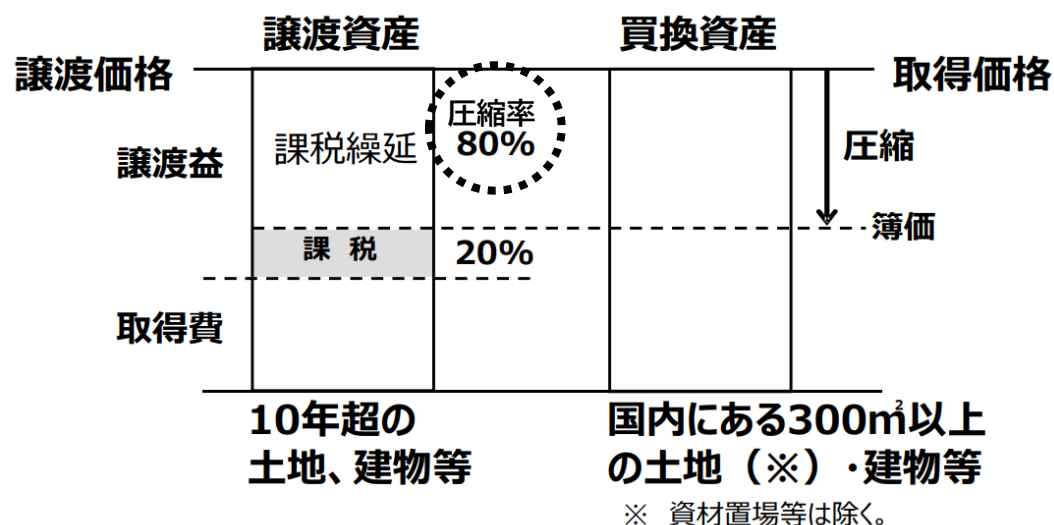 譲渡資産
買換資産
譲渡価格
取得価格
圧縮率
80%
課税繰延
譲渡益
圧縮
簿価
課 税
20%
取得費
10年超の
土地、建物等
国内にある300㎡以上
の土地（※）・建物等
※ 資材置場等は除く。